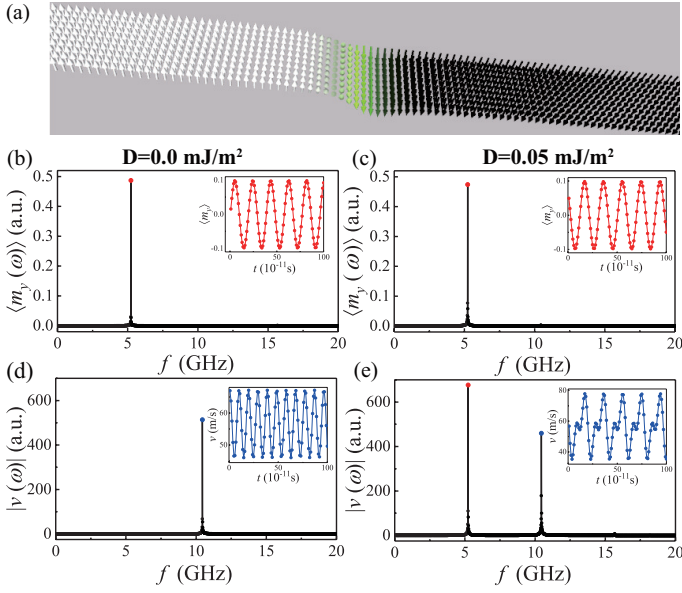 (a)
(b) D=0.0 mJ/m²
⟨m_y (ω)⟩ (a.u.)
0.5
0.4
0.3
0.2
0.1
0.0
0 5 10 15 20
f (GHz)
⟨m_y⟩
0.1
0.0
-0.1
0 50 100
t (10⁻¹¹s)
(c) D=0.05 mJ/m²
⟨m_y (ω)⟩ (a.u.)
0.5
0.4
0.3
0.2
0.1
0.0
0 5 10 15 20
f (GHz)
⟨m_y⟩
0.1
0.0
-0.1
0 50 100
t (10⁻¹¹s)
(d)
|v (ω)| (a.u.)
600
400
200
0
0 5 10 15 20
f (GHz)
v (m/s)
60
50
0 50 100
t (10⁻¹¹s)
(e)
|v (ω)| (a.u.)
600
400
200
0
0 5 10 15 20
f (GHz)
v (m/s)
80
60
40
0 50 100
t (10⁻¹¹s)